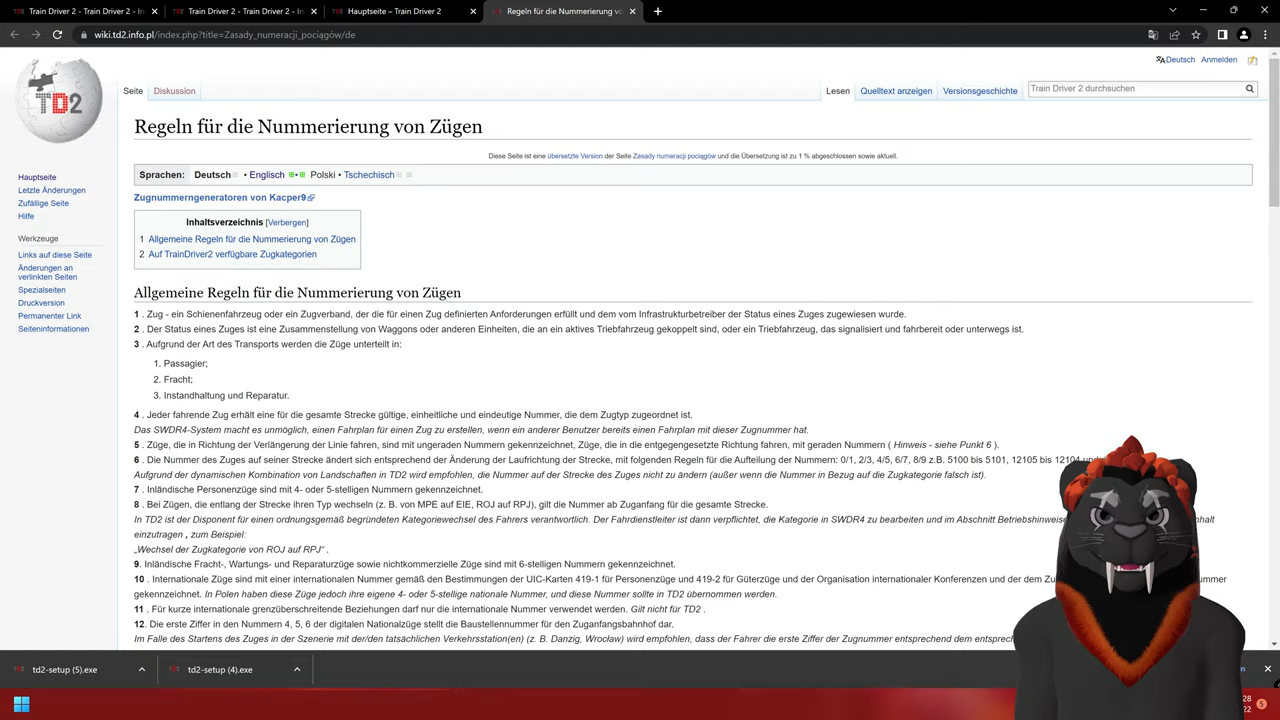 Train Driver 2 - Train Driver 2 - In
Train Driver 2 - Train Driver 2 - In
Hauptseite – Train Driver 2
Regeln für die Nummerierung vo
wiki.td2.info.pl/index.php?title=Zasady_numeracji_pociągów/de
Deutsch Anmelden
TD2
Seite Diskussion
Lesen Quelltext anzeigen Versionsgeschichte
Train Driver 2 durchsuchen
Regeln für die Nummerierung von Zügen
Diese Seite ist eine übersetzte Version der Seite Zasady numeracji pociągów und die Übersetzung ist zu 1 % abgeschlossen sowie aktuell.
Hauptseite
Letzte Änderungen
Zufällige Seite
Hilfe
Werkzeuge
Links auf diese Seite
Änderungen an
verlinkten Seiten
Spezialseiten
Druckversion
Permanenter Link
Seiteninformationen
Sprachen: Deutsch • Englisch • Polski • Tschechisch
Zugnummerngeneratoren von Kacper9
Inhaltsverzeichnis [Verbergen]
1 Allgemeine Regeln für die Nummerierung von Zügen
2 Auf TrainDriver2 verfügbare Zugkategorien
Allgemeine Regeln für die Nummerierung von Zügen
1 . Zug - ein Schienenfahrzeug oder ein Zugverband, der die für einen Zug definierten Anforderungen erfüllt und dem vom Infrastrukturbetreiber der Status eines Zuges zugewiesen wurde.
2 . Der Status eines Zuges ist eine Zusammenstellung von Waggons oder anderen Einheiten, die an ein aktives Triebfahrzeug gekoppelt sind, oder ein Triebfahrzeug, das signalisiert und fahrbereit oder unterwegs ist.
3 . Aufgrund der Art des Transports werden die Züge unterteilt in:
1. Passagier;
2. Fracht;
3. Instandhaltung und Reparatur.
4 . Jeder fahrende Zug erhält eine für die gesamte Strecke gültige, einheitliche und eindeutige Nummer, die dem Zugtyp zugeordnet ist.
Das SWDR4-System macht es unmöglich, einen Fahrplan für einen Zug zu erstellen, wenn ein anderer Benutzer bereits einen Fahrplan mit dieser Zugnummer hat.
5 . Züge, die in Richtung der Verlängerung der Linie fahren, sind mit ungeraden Nummern gekennzeichnet, Züge, die in die entgegengesetzte Richtung fahren, mit geraden Nummern ( Hinweis - siehe Punkt 6 ).
6 . Die Nummer des Zuges auf seiner Strecke ändert sich entsprechend der Änderung der Laufrichtung der Strecke, mit folgenden Regeln für die Aufteilung der Nummern: 0/1, 2/3, 4/5, 6/7, 8/9 z.B. 5100 bis 5101, 12105 bis 12104
Aufgrund der dynamischen Kombination von Landschaften in TD2 wird empfohlen, die Nummer auf der Strecke des Zuges nicht zu ändern (außer wenn die Nummer in Bezug auf die Zugkategorie falsch ist).
7 . Inländische Personenzüge sind mit 4- oder 5-stelligen Nummern gekennzeichnet.
8 . Bei Zügen, die entlang der Strecke ihren Typ wechseln (z. B. von MPE auf EIE, ROJ auf RPJ), gilt die Nummer ab Zuganfang für die gesamte Strecke.
In TD2 ist der Disponent für einen ordnungsgemäß begründeten Kategoriewechsel des Fahrers verantwortlich. Der Fahrdienstleiter ist dann verpflichtet, die Kategorie in SWDR4 zu bearbeiten und im Abschnitt Betriebshinweise
einzutragen , zum Beispiel:
„Wechsel der Zugkategorie von ROJ auf RPJ" .
9. Inländische Fracht-, Wartungs- und Reparaturzüge sowie nichtkommerzielle Züge sind mit 6-stelligen Nummern gekennzeichnet.
10 . Internationale Züge sind mit einer internationalen Nummer gemäß den Bestimmungen der UIC-Karten 419-1 für Personenzüge und 419-2 für Güterzüge und der Organisation internationaler Konferenzen und der dem
gekennzeichnet. In Polen haben diese Züge jedoch ihre eigene 4- oder 5-stellige nationale Nummer, und diese Nummer sollte in TD2 übernommen werden.
11 . Für kurze internationale grenzüberschreitende Beziehungen darf nur die internationale Nummer verwendet werden. Gilt nicht für TD2 .
12. Die erste Ziffer in den Nummern 4, 5, 6 der digitalen Nationalzüge stellt die Baustellennummer für den Zuganfangsbahnhof dar.
Im Falle des Startens des Zuges in der Szenerie mit der/den tatsächlichen Verkehrsstation(en) (z. B. Danzig, Wrocław) wird empfohlen, dass der Fahrer die erste Ziffer der Zugnummer entsprechend dem
td2-setup (5).exe
td2-setup (4).exe
28
22
5